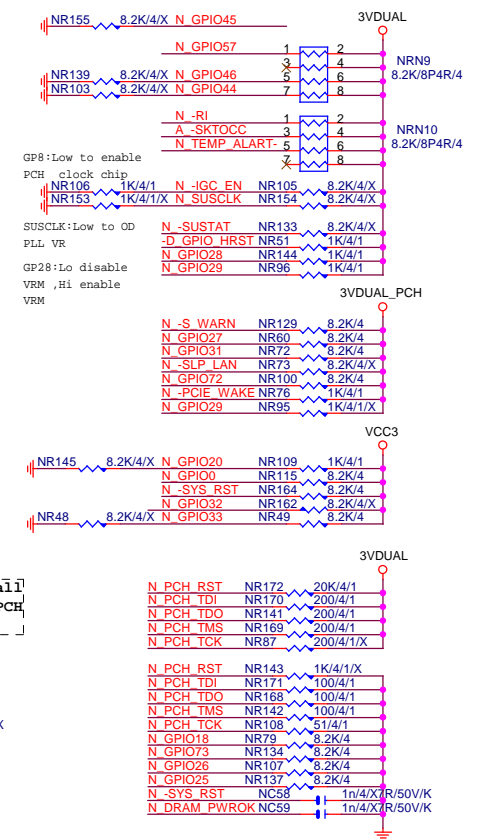 3VDUAL
NR155 8.2K/4/X N_GPIO45
N_GPIO57 1 2
3 4 NRN9
NR139 8.2K/4/X N_GPIO46 5 6 8.2K/8P4R/4
NR103 8.2K/4/X N_GPIO44 7 8
N_-RI 1 2
A_-SKTOCC 3 4 NRN10
N_TEMP_ALART- 5 6 8.2K/8P4R/4
7 8
GP8:Low to enable
PCH clock chip
NR106 1K/4/1 N_-IGC_EN NR105 8.2K/4/X
NR153 1K/4/1/X N_SUSCLK NR154 8.2K/4/X
SUSCLK:Low to OD
PLL VR
N_-SUSTAT NR133 8.2K/4/X
-D_GPIO_HRST NR51 1K/4/1
N_GPIO28 NR144 1K/4/1
N_GPIO29 NR96 1K/4/1
GP28:Lo disable
VRM ,Hi enable
VRM
3VDUAL_PCH
N_-S_WARN NR129 8.2K/4
N_GPIO27 NR60 8.2K/4
N_GPIO31 NR72 8.2K/4
N_-SLP_LAN NR73 8.2K/4/X
N_GPIO72 NR100 8.2K/4
N_-PCIE_WAKE NR76 1K/4/1
N_GPIO29 NR95 1K/4/1/X
VCC3
NR145 8.2K/4/X N_GPIO20 NR109 1K/4/1
N_GPIO0 NR115 8.2K/4
N_-SYS_RST NR164 8.2K/4
N_GPIO32 NR162 8.2K/4/X
NR48 8.2K/4/X N_GPIO33 NR49 8.2K/4
3VDUAL
all
PCH
N_PCH_RST NR172 20K/4/1
N_PCH_TDI NR170 200/4/1
N_PCH_TDO NR141 200/4/1
N_PCH_TMS NR169 200/4/1
N_PCH_TCK NR87 200/4/1/X
N_PCH_RST NR143 1K/4/1/X
N_PCH_TDI NR171 100/4/1
N_PCH_TDO NR168 100/4/1
N_PCH_TMS NR142 100/4/1
N_PCH_TCK NR108 51/4/1
X
N_GPIO18 NR79 8.2K/4
N_GPIO73 NR134 8.2K/4
N_GPIO26 NR107 8.2K/4
N_GPIO25 NR137 8.2K/4
N_-SYS_RST NC58 1n/4/X7R/50V/K
N_DRAM_PWROK NC59 1n/4/X7R/50V/K